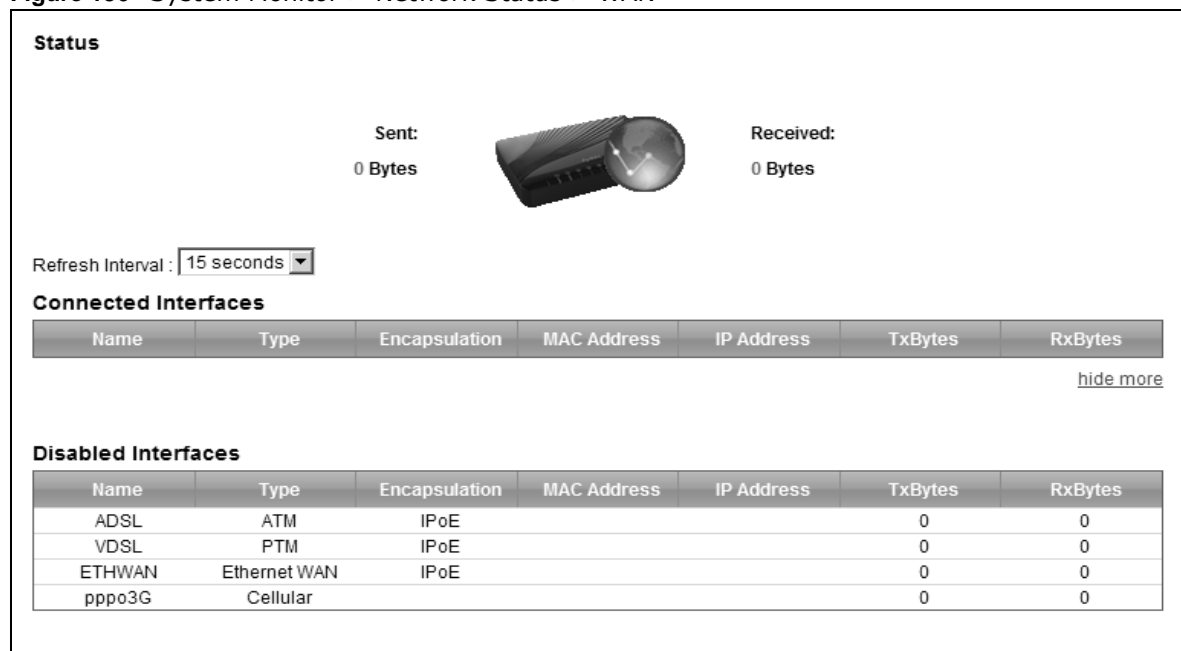 Status
Sent: Received:
0 Bytes 0 Bytes
Refresh Interval : 15 seconds
Connected Interfaces
Name Type Encapsulation MAC Address IP Address TxBytes RxBytes
hide more
Disabled Interfaces
Name Type Encapsulation MAC Address IP Address TxBytes RxBytes
ADSL ATM IPoE 0 0
VDSL PTM IPoE 0 0
ETHWAN Ethernet WAN IPoE 0 0
pppo3G Cellular 0 0